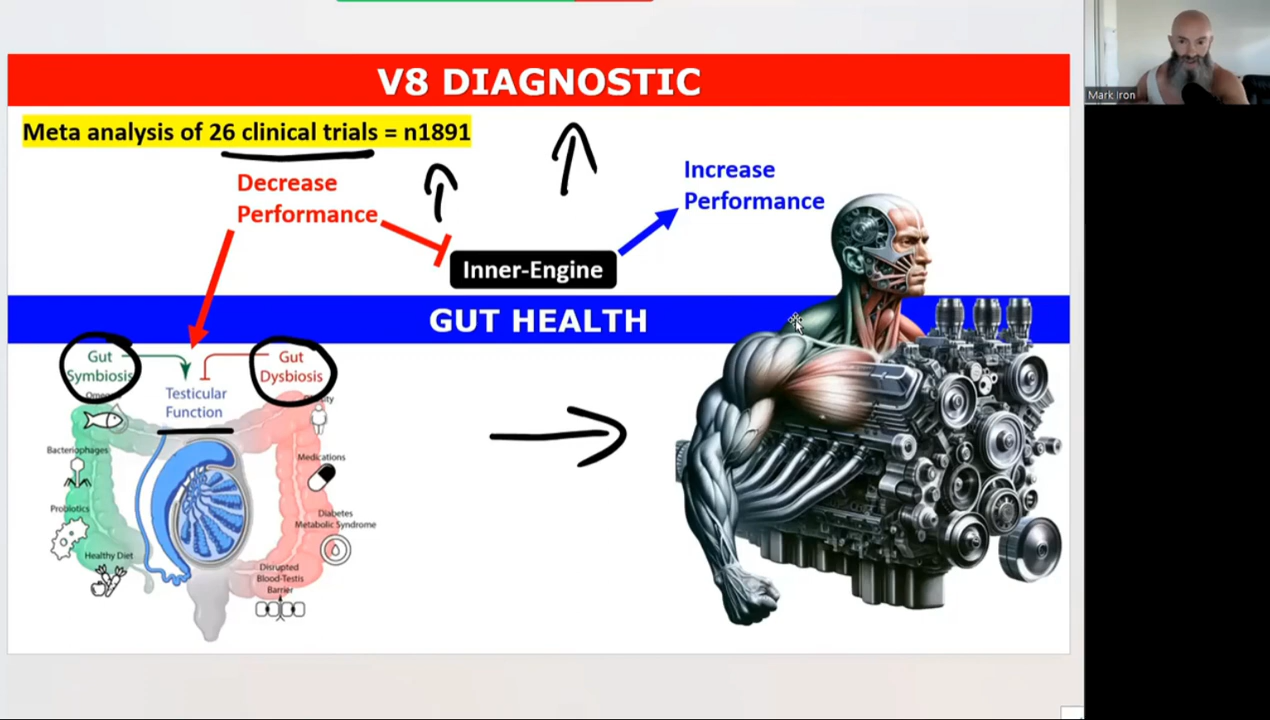 V8 DIAGNOSTIC
Mark Iron
Meta analysis of 26 clinical trials = n1891
Decrease
Performance
Increase
Performance
Inner-Engine
GUT HEALTH
Gut
Symbiosis
Gut
Dysbiosis
Testicular
Function
Bacteriophages
Medications
Probiotics
Diabetes
Metabolic Syndrome
Healthy Diet
Disrupted
Blood-Testis
Barrier